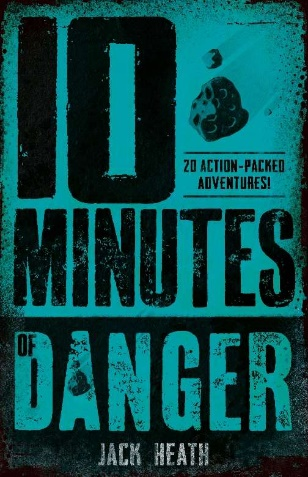 10
20 ACTION-PACKED
ADVENTURES!
MINUTES
OF DANGER
JACK HEATH